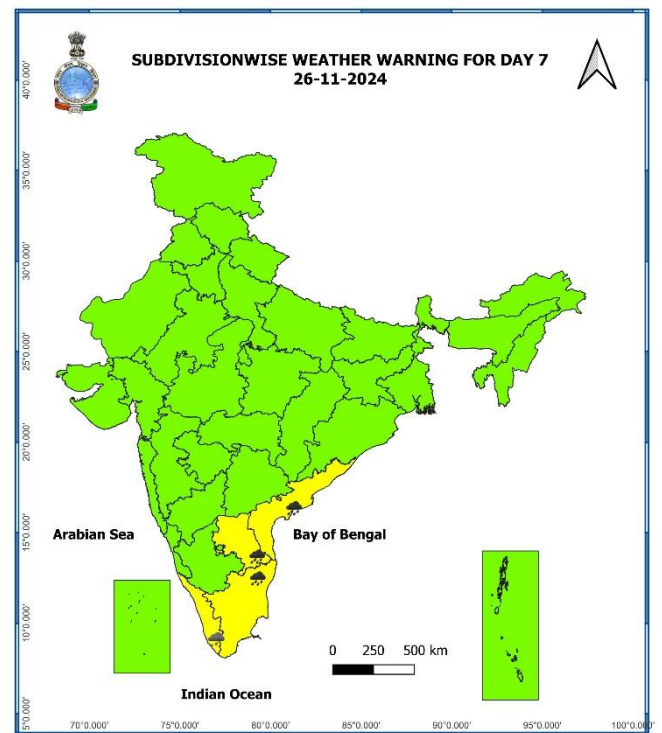 SUBDIVISIONWISE WEATHER WARNING FOR DAY 7
26-11-2024
40°0.000'
35°0.000'
30°0.000'
25°0.000'
20°0.000'
15°0.000'
10°0.000'
5°0.000'
Arabian Sea
Bay of Bengal
0 250 500 km
Indian Ocean
70°0.000' 75°0.000' 80°0.000' 85°0.000' 90°0.000' 95°0.000' 100°0.000'